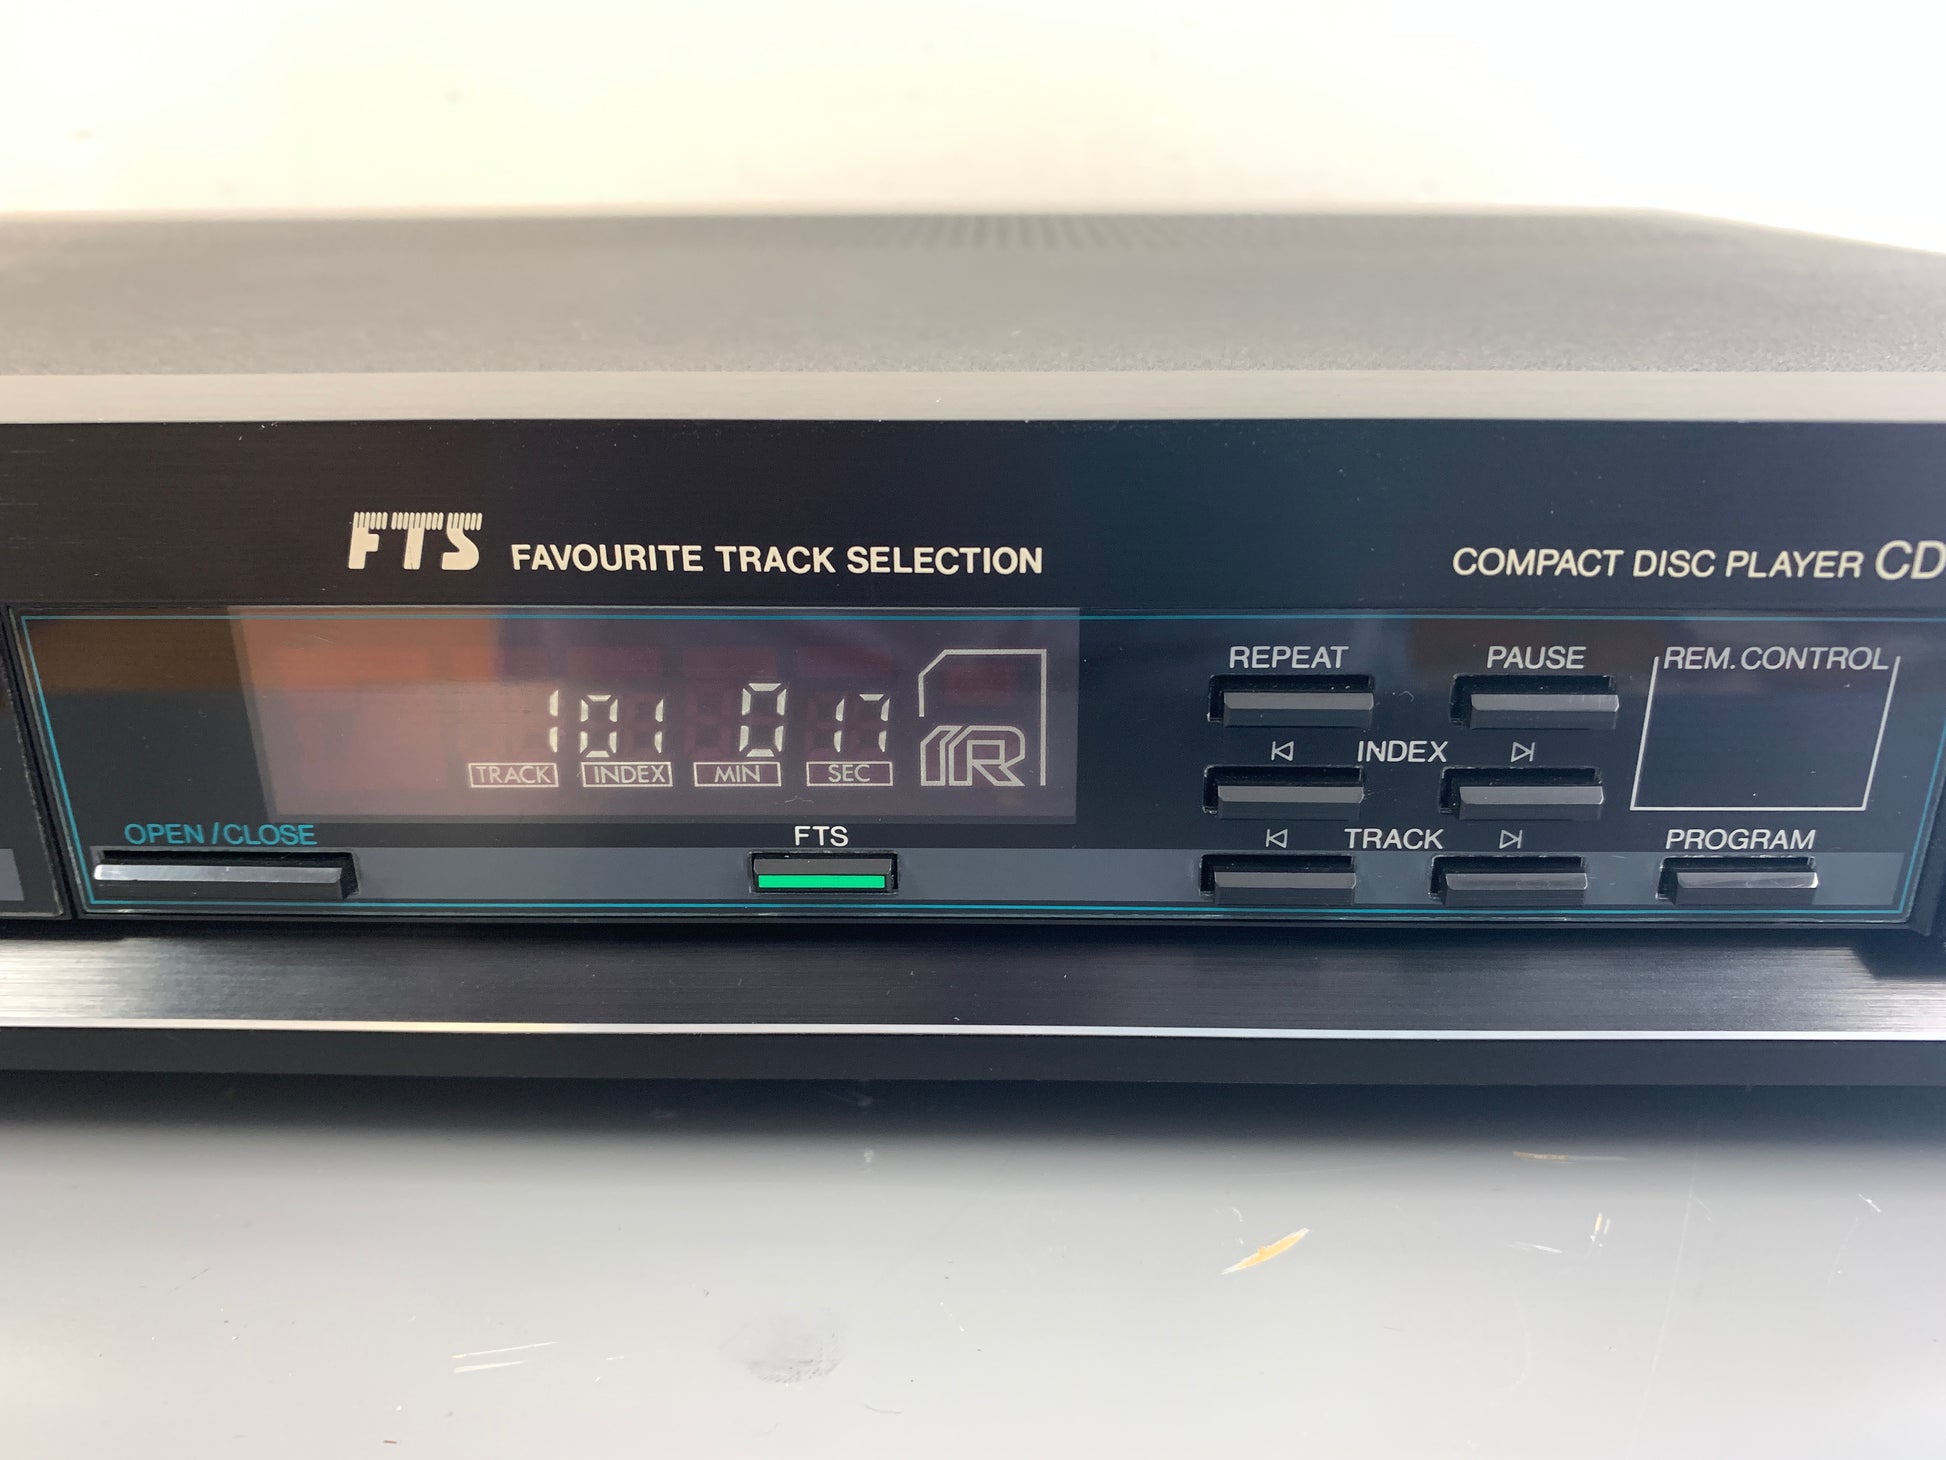 FTS FAVOURITE TRACK SELECTION
COMPACT DISC PLAYER CD
REPEAT PAUSE REM. CONTROL
1 01 0 17
TRACK INDEX MIN SEC
IR
INDEX
OPEN/CLOSE FTS TRACK PROGRAM